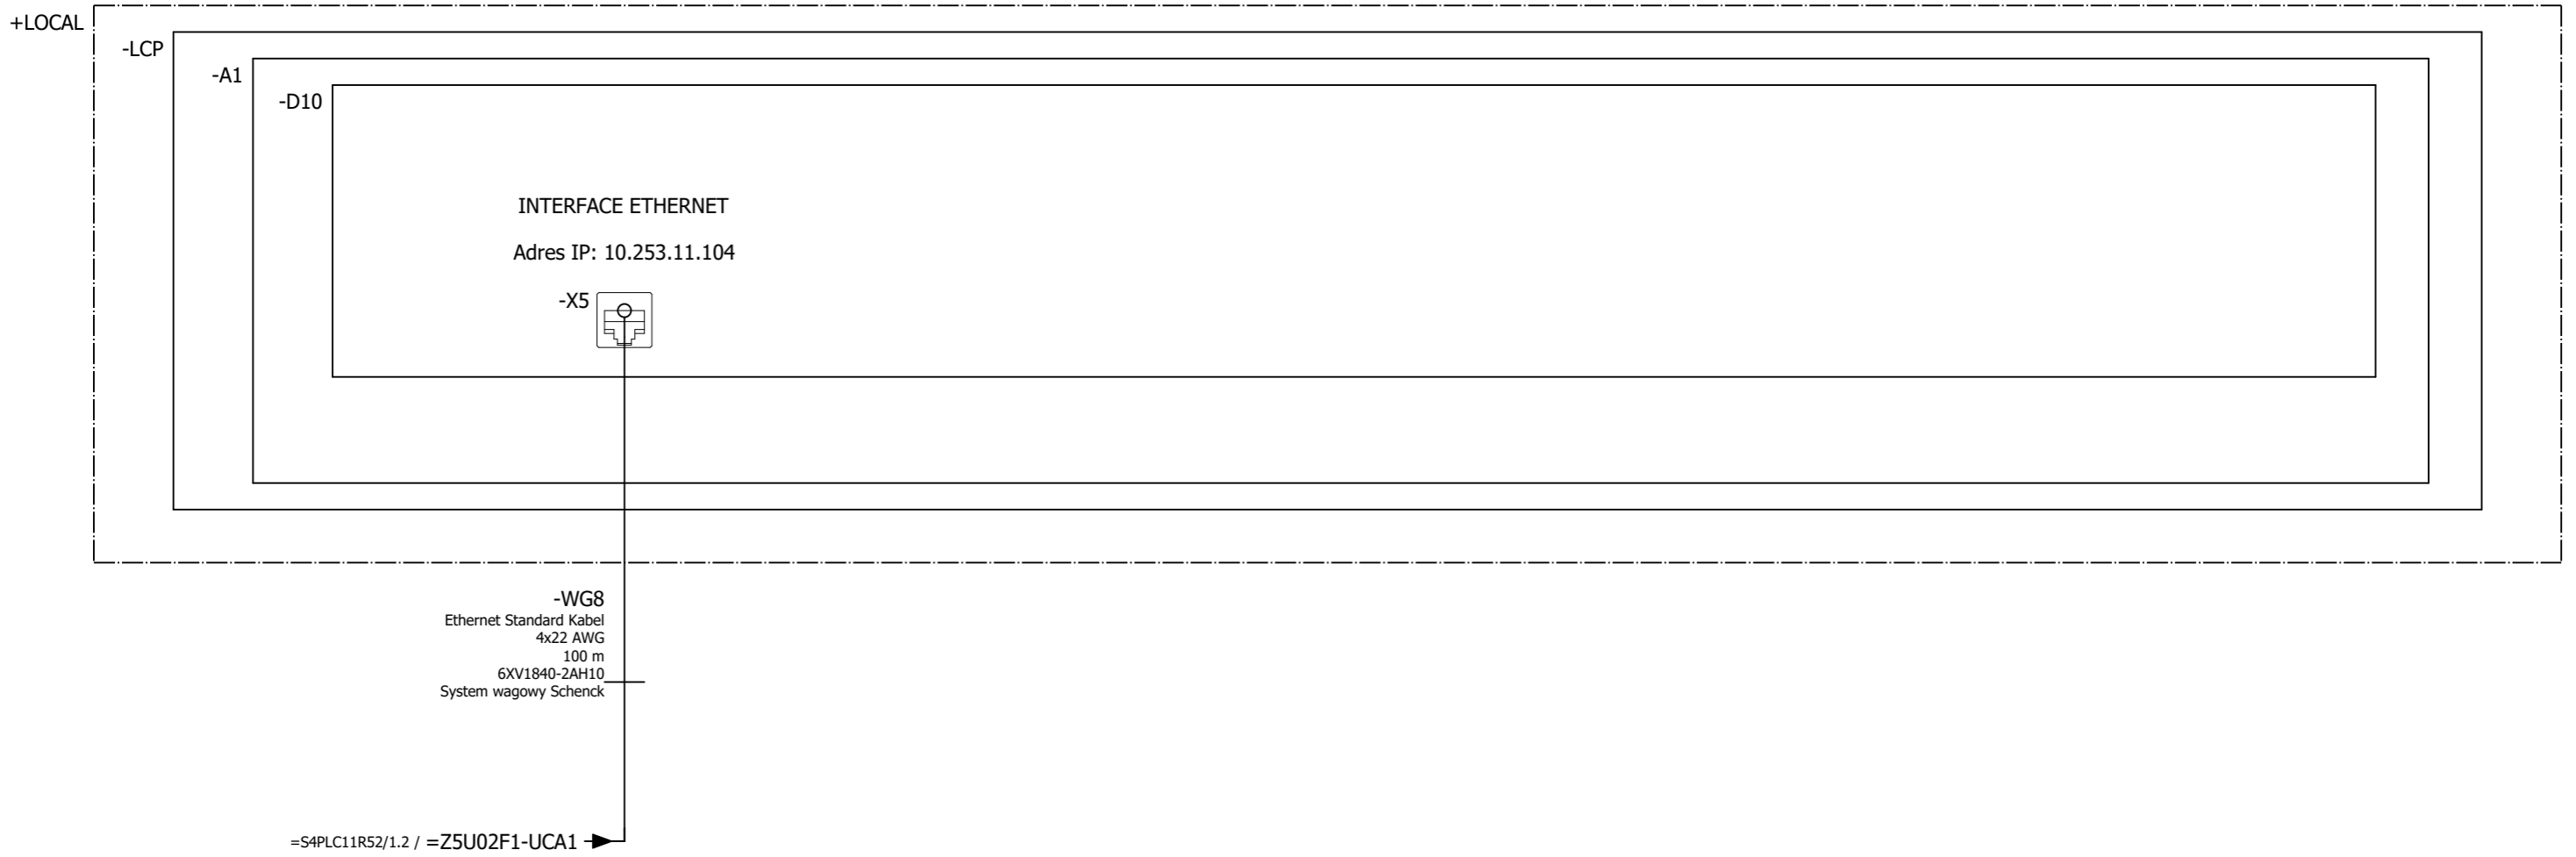 +LOCAL
-LCP
-A1
-D10
INTERFACE ETHERNET
Adres IP: 10.253.11.104
-X5
-WG8
Ethernet Standard Kabel
4x22 AWG
100 m
6XV1840-2AH10
System wagowy Schenck
=S4PLC11R52/1.2 / =Z5U02F1-UCA1